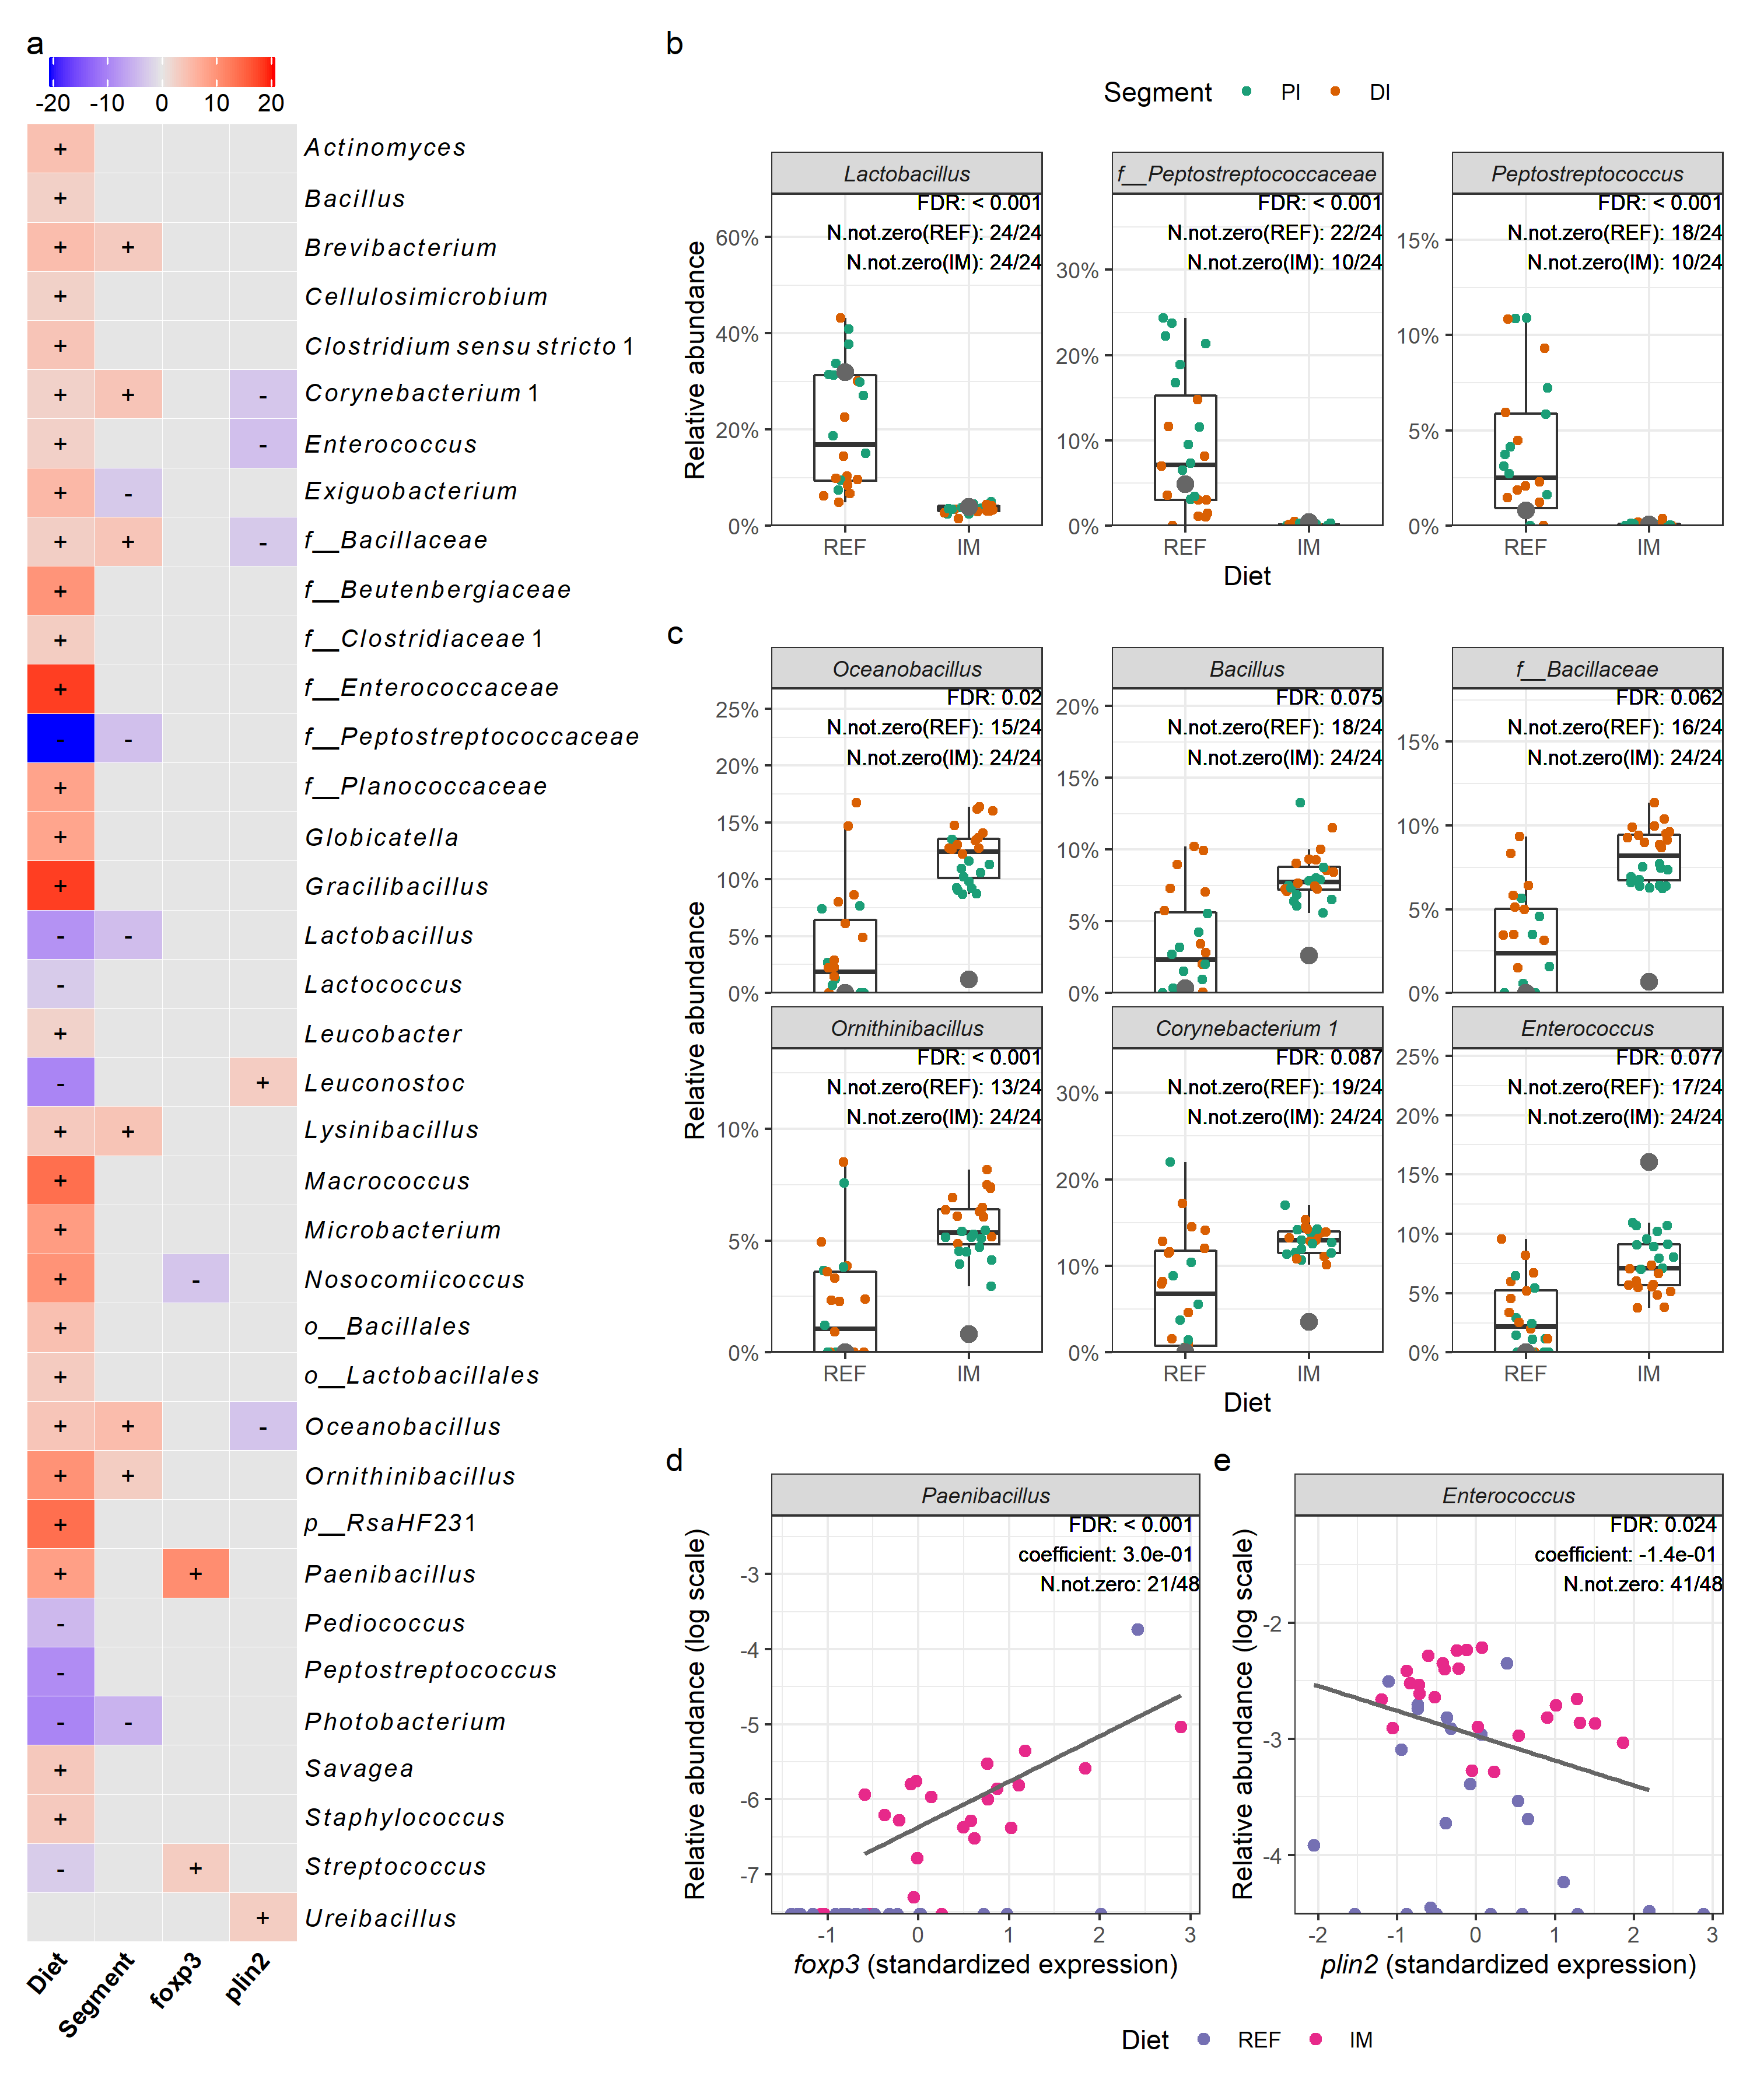 a
-20 -10 0 10 20
+ Actinomyces
+ Bacillus
+ + Brevibacterium
+ Cellulosimicrobium
+ Clostridium sensu stricto 1
+ + - Corynebacterium 1
+ - Enterococcus
+ - Exiguobacterium
+ + - f__Bacillaceae
+ f__Beutenbergiaceae
+ f__Clostridiaceae 1
+ f__Enterococcaceae
- - f__Peptostreptococcaceae
+ f__Planococcaceae
+ Globicatella
+ Gracilibacillus
- - Lactobacillus
- Lactococcus
+ Leucobacter
- + Leuconostoc
+ + Lysinibacillus
+ Macrococcus
+ Microbacterium
+ - Nosocomiicoccus
+ o__Bacillales
+ o__Lactobacillales
+ + - Oceanobacillus
+ + Ornithinibacillus
+ p__RsaHF231
+ + Paenibacillus
- Pediococcus
- Peptostreptococcus
- - Photobacterium
+ Savagea
+ Staphylococcus
- + Streptococcus
+ Ureibacillus
Diet Segment foxp3 plin2
b
Segment PI DI
Relative abundance
Lactobacillus
FDR: < 0.001
N.not.zero(REF): 24/24
N.not.zero(IM): 24/24
60%
40%
20%
0%
REF IM
f__Peptostreptococcaceae
FDR: < 0.001
N.not.zero(REF): 22/24
N.not.zero(IM): 10/24
30%
20%
10%
0%
REF IM
Peptostreptococcus
FDR: < 0.001
N.not.zero(REF): 18/24
N.not.zero(IM): 10/24
15%
10%
5%
0%
REF IM
Diet
c
Relative abundance
Oceanobacillus
FDR: 0.02
N.not.zero(REF): 15/24
N.not.zero(IM): 24/24
25%
20%
15%
10%
5%
0%
Bacillus
FDR: 0.075
N.not.zero(REF): 18/24
N.not.zero(IM): 24/24
20%
15%
10%
5%
0%
f__Bacillaceae
FDR: 0.062
N.not.zero(REF): 16/24
N.not.zero(IM): 24/24
15%
10%
5%
0%
Relative abundance
Ornithinibacillus
FDR: < 0.001
N.not.zero(REF): 13/24
N.not.zero(IM): 24/24
10%
5%
0%
REF IM
Corynebacterium 1
FDR: 0.087
N.not.zero(REF): 19/24
N.not.zero(IM): 24/24
30%
20%
10%
0%
REF IM
Enterococcus
FDR: 0.077
N.not.zero(REF): 17/24
N.not.zero(IM): 24/24
25%
20%
15%
10%
5%
0%
REF IM
Diet
d
Relative abundance (log scale)
Paenibacillus
FDR: < 0.001
coefficient: 3.0e-01
N.not.zero: 21/48
-3
-4
-5
-6
-7
-1 0 1 2 3
foxp3 (standardized expression)
e
Relative abundance (log scale)
Enterococcus
FDR: 0.024
coefficient: -1.4e-01
N.not.zero: 41/48
-2
-3
-4
-2 -1 0 1 2 3
plin2 (standardized expression)
Diet REF IM